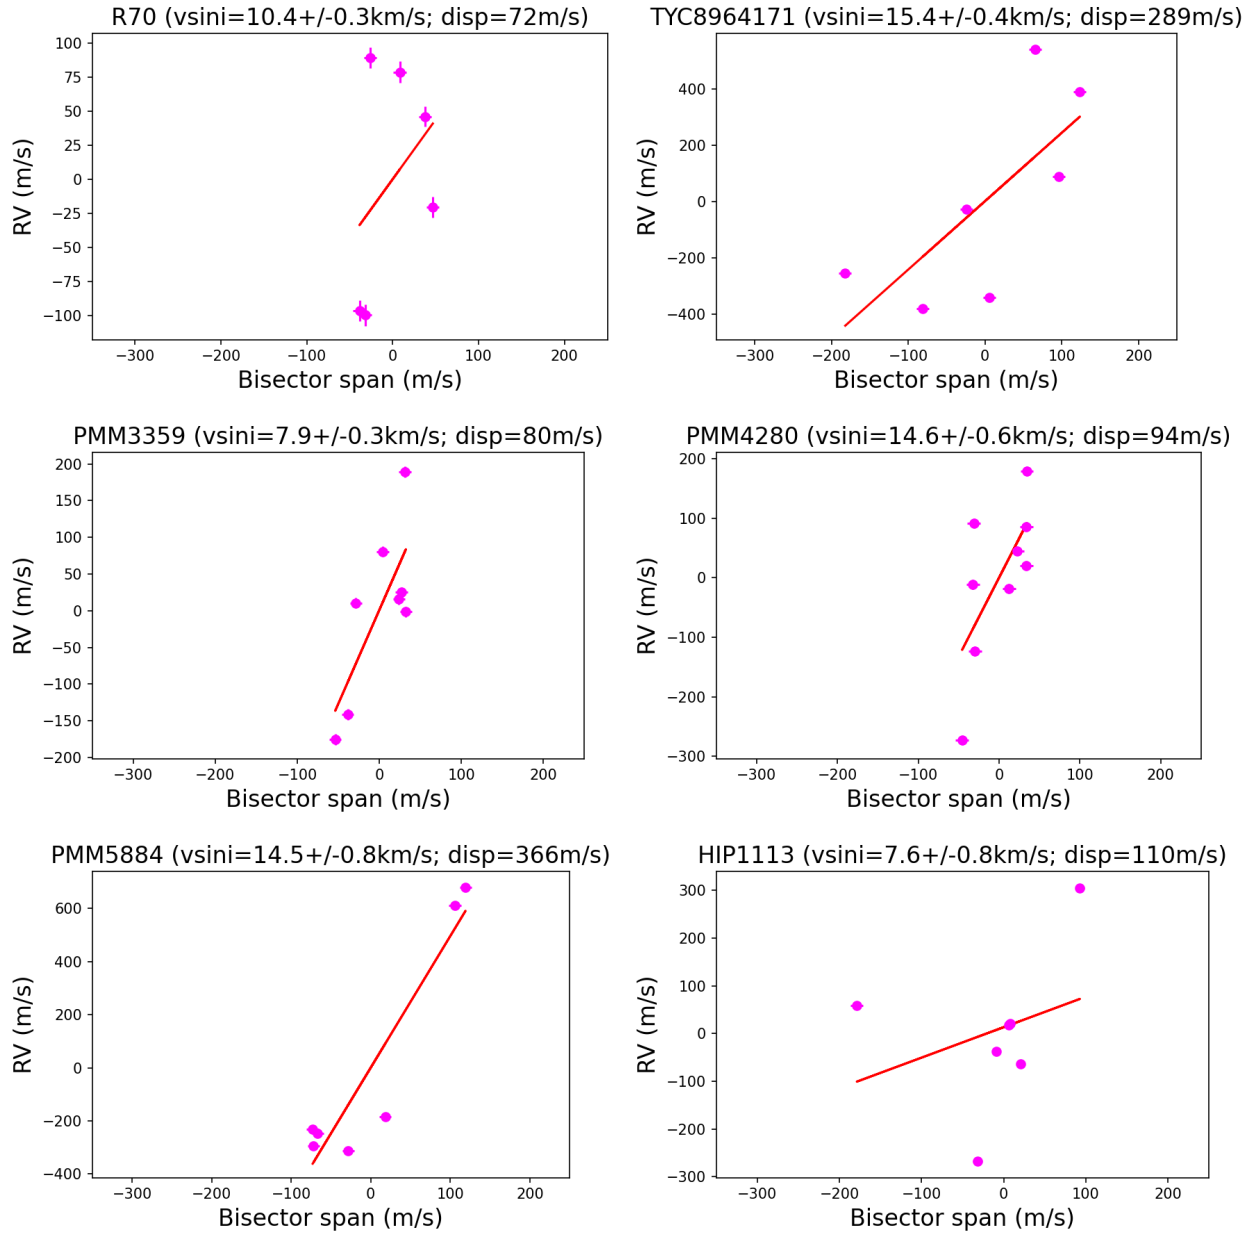 R70 (vsini=10.4+/-0.3km/s; disp=72m/s)
RV (m/s)
100
75
50
25
0
−25
−50
−75
−100
−300 −200 −100 0 100 200
Bisector span (m/s)
TYC8964171 (vsini=15.4+/-0.4km/s; disp=289m/s)
RV (m/s)
400
200
0
−200
−400
−300 −200 −100 0 100 200
Bisector span (m/s)
PMM3359 (vsini=7.9+/-0.3km/s; disp=80m/s)
RV (m/s)
200
150
100
50
0
−50
−100
−150
−200
−300 −200 −100 0 100 200
Bisector span (m/s)
PMM4280 (vsini=14.6+/-0.6km/s; disp=94m/s)
RV (m/s)
200
100
0
−100
−200
−300
−300 −200 −100 0 100 200
Bisector span (m/s)
PMM5884 (vsini=14.5+/-0.8km/s; disp=366m/s)
RV (m/s)
600
400
200
0
−200
−400
−300 −200 −100 0 100 200
Bisector span (m/s)
HIP1113 (vsini=7.6+/-0.8km/s; disp=110m/s)
RV (m/s)
300
200
100
0
−100
−200
−300
−300 −200 −100 0 100 200
Bisector span (m/s)